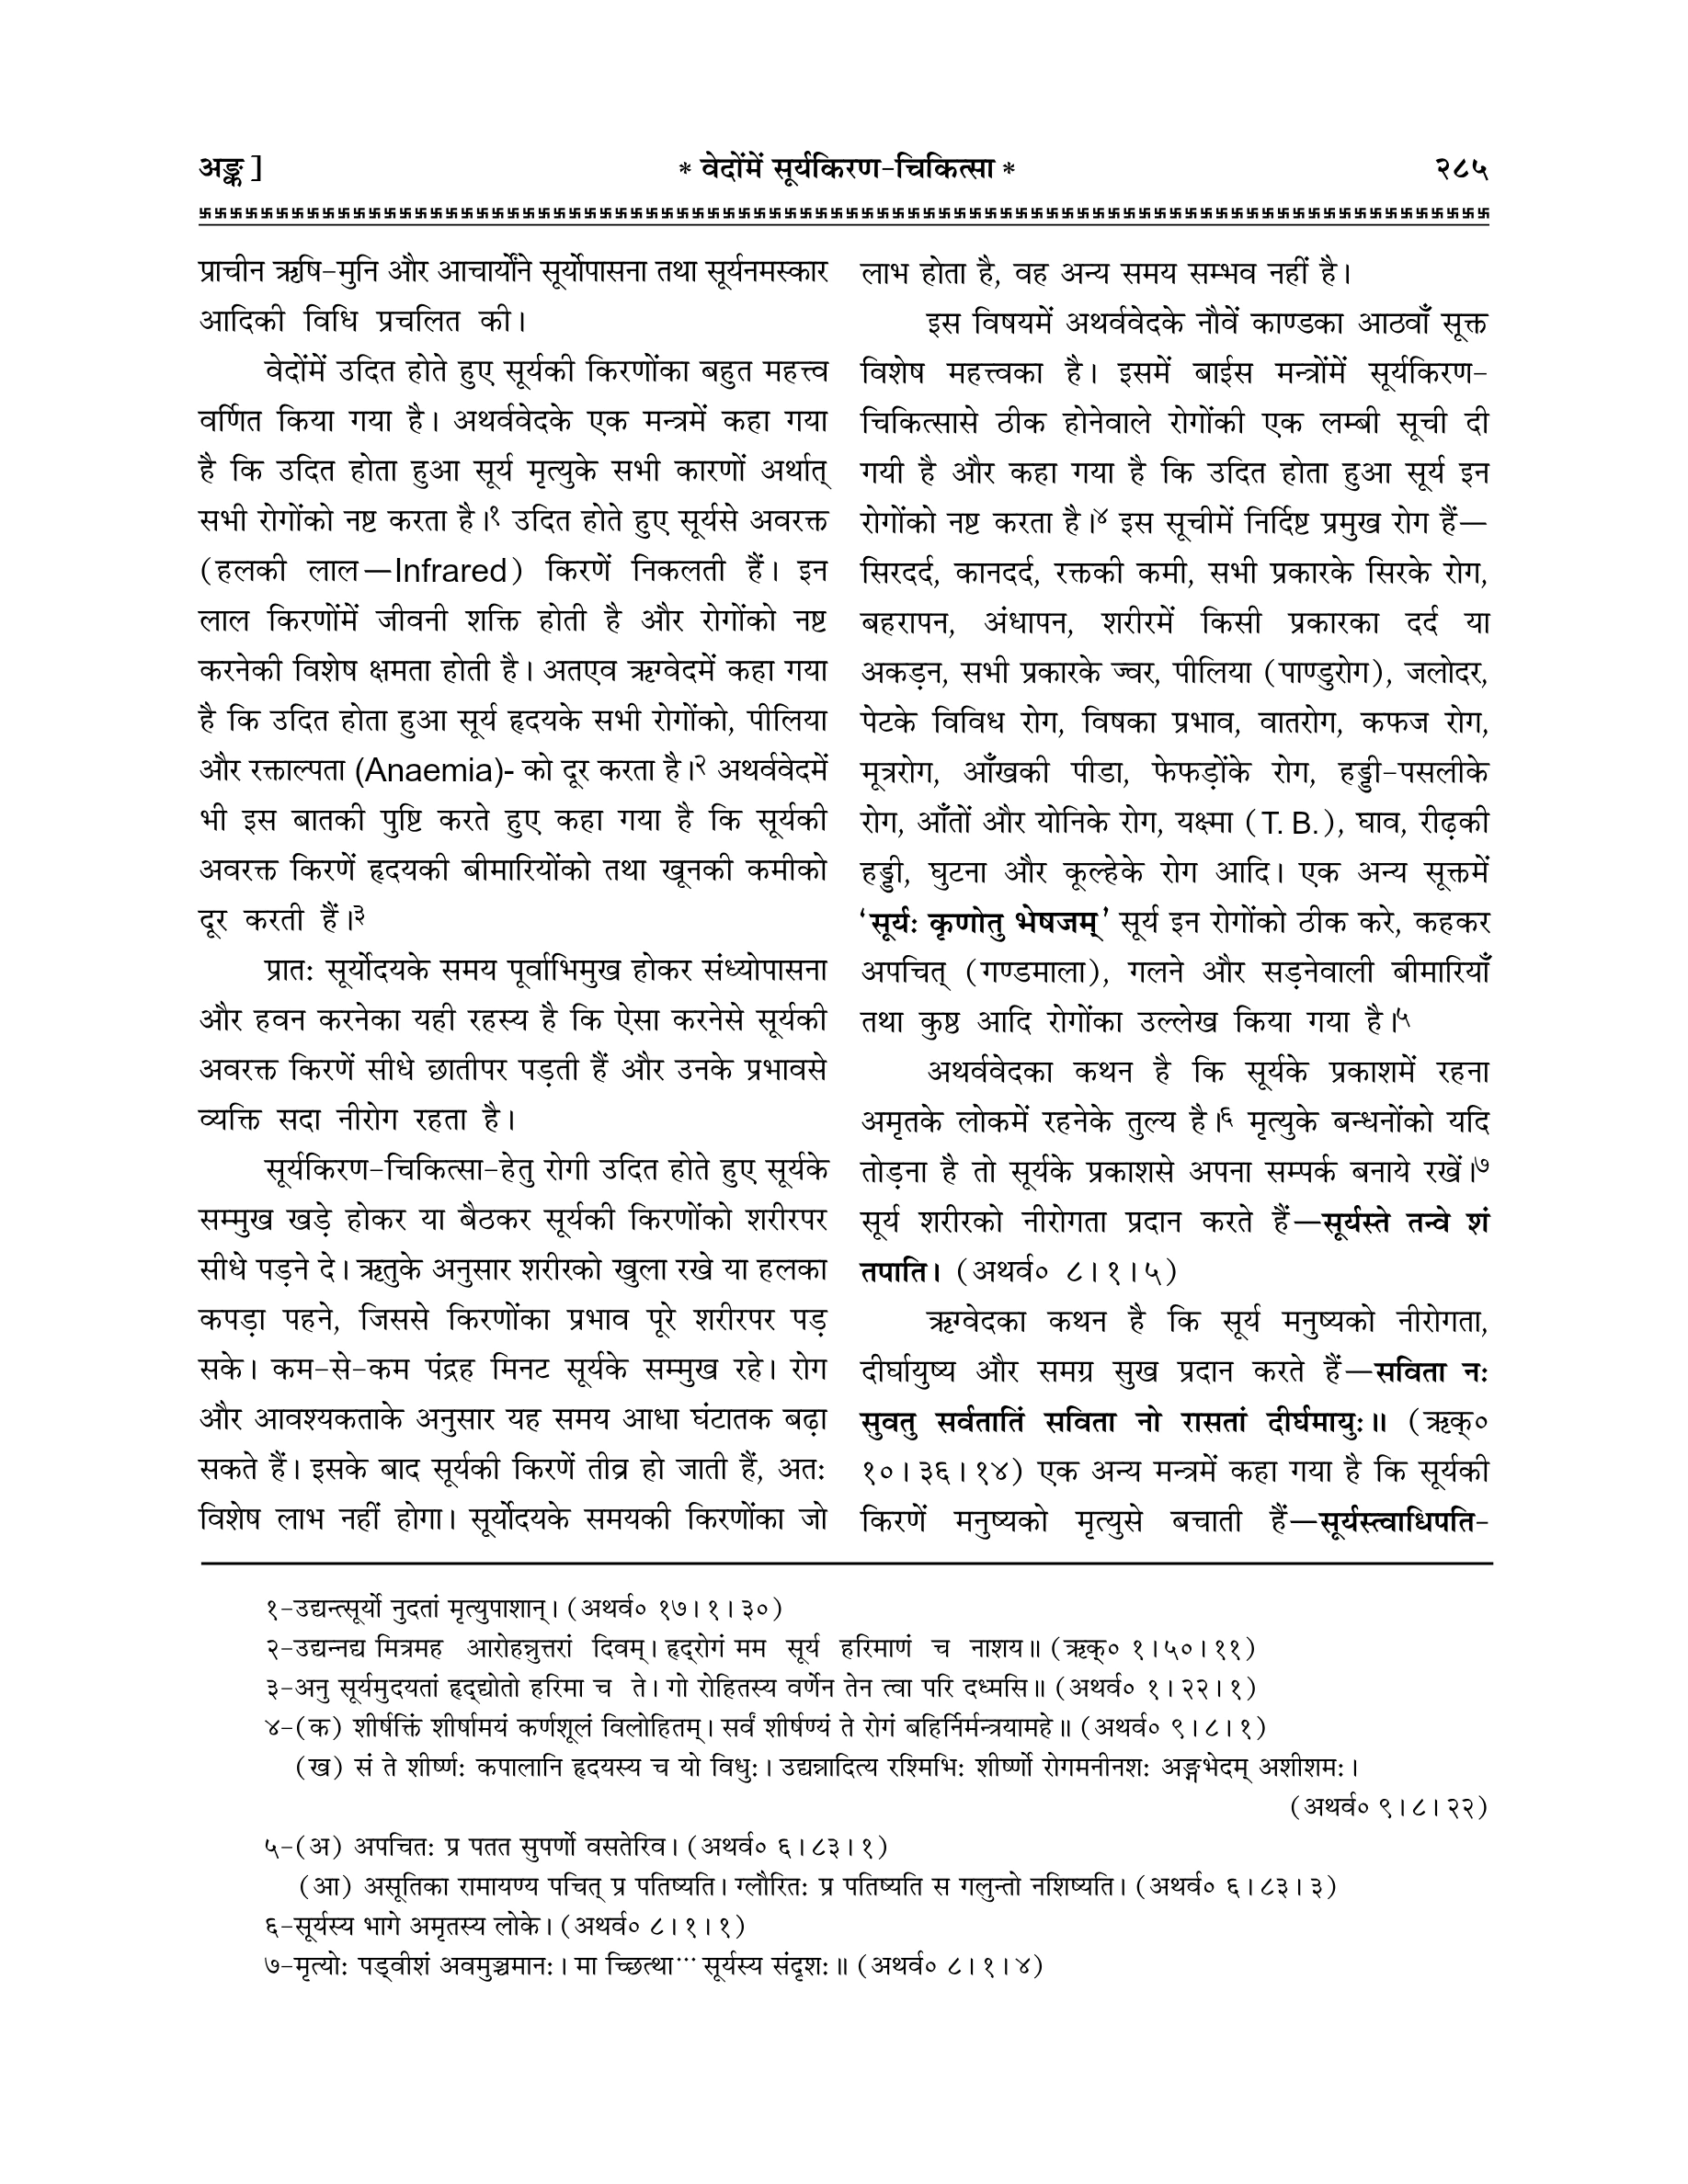 अङ्क ]
* वेदोंमें सूर्यकिरण-चिकित्सा *
२८५
प्राचीन ऋषि-मुनि और आचार्योंने सूर्योपासना तथा सूर्यनमस्कार
आदिकी विधि प्रचलित की।
वेदोंमें उदित होते हुए सूर्यकी किरणोंका बहुत महत्त्व
वर्णित किया गया है। अथर्ववेदके एक मन्त्रमें कहा गया
है कि उदित होता हुआ सूर्य मृत्युके सभी कारणों अर्थात्
सभी रोगोंको नष्ट करता है।१ उदित होते हुए सूर्यसे अवरक्त
(हलकी लाल—Infrared) किरणें निकलती हैं। इन
लाल किरणोंमें जीवनी शक्ति होती है और रोगोंको नष्ट
करनेकी विशेष क्षमता होती है। अतएव ऋग्वेदमें कहा गया
है कि उदित होता हुआ सूर्य हृदयके सभी रोगोंको, पीलिया
और रक्ताल्पता (Anaemia)- को दूर करता है।२ अथर्ववेदमें
भी इस बातकी पुष्टि करते हुए कहा गया है कि सूर्यकी
अवरक्त किरणें हृदयकी बीमारियोंको तथा खूनकी कमीको
दूर करती हैं।३
प्रातः सूर्योदयके समय पूर्वाभिमुख होकर संध्योपासना
और हवन करनेका यही रहस्य है कि ऐसा करनेसे सूर्यकी
अवरक्त किरणें सीधे छातीपर पड़ती हैं और उनके प्रभावसे
व्यक्ति सदा नीरोग रहता है।
सूर्यकिरण-चिकित्सा-हेतु रोगी उदित होते हुए सूर्यके
सम्मुख खड़े होकर या बैठकर सूर्यकी किरणोंको शरीरपर
सीधे पड़ने दे। ऋतुके अनुसार शरीरको खुला रखे या हलका
कपड़ा पहने, जिससे किरणोंका प्रभाव पूरे शरीरपर पड़
सके। कम-से-कम पंद्रह मिनट सूर्यके सम्मुख रहे। रोग
और आवश्यकताके अनुसार यह समय आधा घंटातक बढ़ा
सकते हैं। इसके बाद सूर्यकी किरणें तीव्र हो जाती हैं, अतः
विशेष लाभ नहीं होगा। सूर्योदयके समयकी किरणोंका जो
लाभ होता है, वह अन्य समय सम्भव नहीं है।
इस विषयमें अथर्ववेदके नौवें काण्डका आठवाँ सूक्त
विशेष महत्त्वका है। इसमें बाईस मन्त्रोंमें सूर्यकिरण-
चिकित्सासे ठीक होनेवाले रोगोंकी एक लम्बी सूची दी
गयी है और कहा गया है कि उदित होता हुआ सूर्य इन
रोगोंको नष्ट करता है।४ इस सूचीमें निर्दिष्ट प्रमुख रोग हैं—
सिरदर्द, कानदर्द, रक्तकी कमी, सभी प्रकारके सिरके रोग,
बहरापन, अंधापन, शरीरमें किसी प्रकारका दर्द या
अकड़न, सभी प्रकारके ज्वर, पीलिया (पाण्डुरोग), जलोदर,
पेटके विविध रोग, विषका प्रभाव, वातरोग, कफज रोग,
मूत्ररोग, आँखकी पीडा, फेफड़ोंके रोग, हड्डी-पसलीके
रोग, आँतों और योनिके रोग, यक्ष्मा (T. B.), घाव, रीढ़की
हड्डी, घुटना और कूल्हेके रोग आदि। एक अन्य सूक्तमें
‘सूर्यः कृणोतु भेषजम्’ सूर्य इन रोगोंको ठीक करे, कहकर
अपचित् (गण्डमाला), गलने और सड़नेवाली बीमारियाँ
तथा कुष्ठ आदि रोगोंका उल्लेख किया गया है।५
अथर्ववेदका कथन है कि सूर्यके प्रकाशमें रहना
अमृतके लोकमें रहनेके तुल्य है।६ मृत्युके बन्धनोंको यदि
तोड़ना है तो सूर्यके प्रकाशसे अपना सम्पर्क बनाये रखें।७
सूर्य शरीरको नीरोगता प्रदान करते हैं—सूर्यस्ते तन्वे शं
तपाति। (अथर्व० ८।१।५)
ऋग्वेदका कथन है कि सूर्य मनुष्यको नीरोगता,
दीर्घायुष्य और समग्र सुख प्रदान करते हैं—सविता नः
सुवतु सर्वतातिं सविता नो रासतां दीर्घमायुः॥ (ऋक्०
१०।३६।१४) एक अन्य मन्त्रमें कहा गया है कि सूर्यकी
किरणें मनुष्यको मृत्युसे बचाती हैं—सूर्यस्त्वाधिपति-
१-उद्यन्त्सूर्यो नुदतां मृत्युपाशान्। (अथर्व० १७।१।३०)
२-उद्यन्नद्य मित्रमह आरोहन्नुत्तरां दिवम्। हृद्रोगं मम सूर्य हरिमाणं च नाशय॥ (ऋक्० १।५०।११)
३-अनु सूर्यमुदयतां हृद्द्योतो हरिमा च ते। गो रोहितस्य वर्णेन तेन त्वा परि दध्मसि॥ (अथर्व० १।२२।१)
४-(क) शीर्षक्तिं शीर्षामयं कर्णशूलं विलोहितम्। सर्वं शीर्षण्यं ते रोगं बहिर्निर्मन्त्रयामहे॥ (अथर्व० ९।८।१)
(ख) सं ते शीर्ष्णः कपालानि हृदयस्य च यो विधुः। उद्यन्नादित्य रश्मिभिः शीर्ष्णो रोगमनीनशः अङ्गभेदम् अशीशमः।
(अथर्व० ९।८।२२)
५-(अ) अपचितः प्र पतत सुपर्णो वसतेरिव। (अथर्व० ६।८३।१)
(आ) असूतिका रामायण्य पचित् प्र पतिष्यति। ग्लौरितः प्र पतिष्यति स गलुन्तो नशिष्यति। (अथर्व० ६।८३।३)
६-सूर्यस्य भागे अमृतस्य लोके। (अथर्व० ८।१।१)
७-मृत्योः पड्वीशं अवमुञ्चमानः। मा च्छित्था... सूर्यस्य संदृशः॥ (अथर्व० ८।१।४)